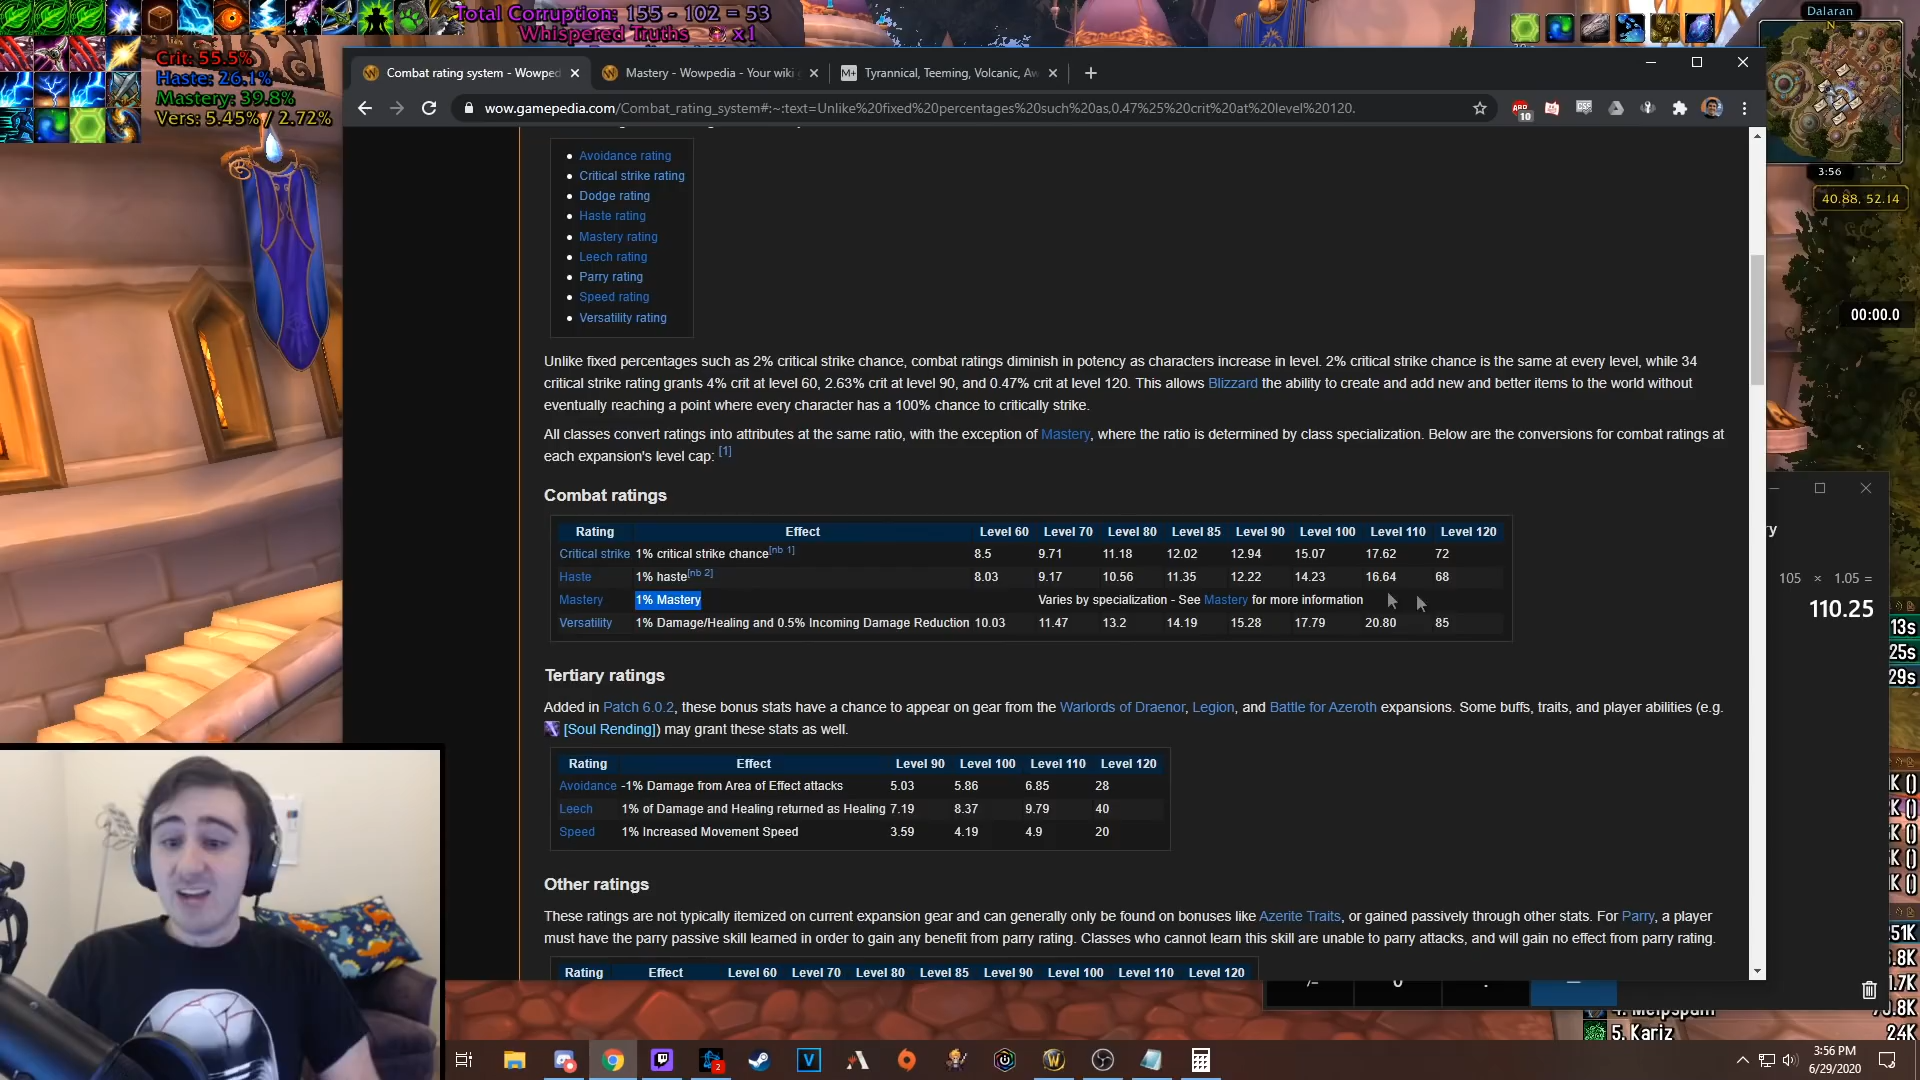 Total Corruption: 155 - 102 = 53
Whispered Truths x1
Dalaran
N
Crit: 55.5%
Haste: 26.1%
Mastery: 39.8%
Vers: 5.45% / 2.72%
Combat rating system - Wowped
Mastery - Wowpedia - Your wiki
M+ Tyrannical, Teeming, Volcanic, Aw
wow.gamepedia.com/Combat_rating_system#:~:text=Unlike%20fixed%20percentages%20such%20as,0.47%25%20crit%20at%20level%20120.
10
3:56
40.88, 52.14
00:00.0
Avoidance rating
Critical strike rating
Dodge rating
Haste rating
Mastery rating
Leech rating
Parry rating
Speed rating
Versatility rating
Unlike fixed percentages such as 2% critical strike chance, combat ratings diminish in potency as characters increase in level. 2% critical strike chance is the same at every level, while 34
critical strike rating grants 4% crit at level 60, 2.63% crit at level 90, and 0.47% crit at level 120. This allows Blizzard the ability to create and add new and better items to the world without
eventually reaching a point where every character has a 100% chance to critically strike.
All classes convert ratings into attributes at the same ratio, with the exception of Mastery, where the ratio is determined by class specialization. Below are the conversions for combat ratings at
each expansion's level cap: [1]
Combat ratings
Rating Effect Level 60 Level 70 Level 80 Level 85 Level 90 Level 100 Level 110 Level 120
Critical strike 1% critical strike chance[nb 1] 8.5 9.71 11.18 12.02 12.94 15.07 17.62 72
Haste 1% haste[nb 2] 8.03 9.17 10.56 11.35 12.22 14.23 16.64 68
Mastery 1% Mastery Varies by specialization - See Mastery for more information
Versatility 1% Damage/Healing and 0.5% Incoming Damage Reduction 10.03 11.47 13.2 14.19 15.28 17.79 20.80 85
Tertiary ratings
Added in Patch 6.0.2, these bonus stats have a chance to appear on gear from the Warlords of Draenor, Legion, and Battle for Azeroth expansions. Some buffs, traits, and player abilities (e.g.
[Soul Rending]) may grant these stats as well.
Rating Effect Level 90 Level 100 Level 110 Level 120
Avoidance -1% Damage from Area of Effect attacks 5.03 5.86 6.85 28
Leech 1% of Damage and Healing returned as Healing 7.19 8.37 9.79 40
Speed 1% Increased Movement Speed 3.59 4.19 4.9 20
Other ratings
These ratings are not typically itemized on current expansion gear and can generally only be found on bonuses like Azerite Traits, or gained passively through other stats. For Parry, a player
must have the parry passive skill learned in order to gain any benefit from parry rating. Classes who cannot learn this skill are unable to parry attacks, and will gain no effect from parry rating.
Rating Effect Level 60 Level 70 Level 80 Level 85 Level 90 Level 100 Level 110 Level 120
ry
105 × 1.05 =
110.25
13s
25s
29s
51K
.8K
1.7K
5. Kariz 2.4K
2
3:56 PM
6/29/2020